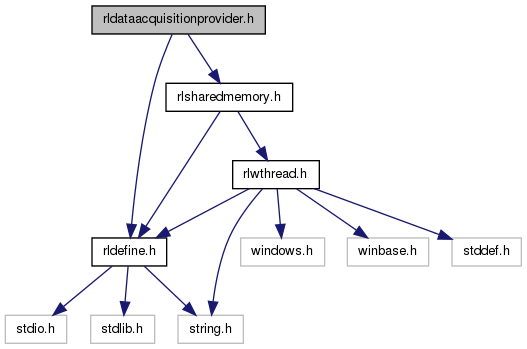 rldataacquisitionprovider.h
rlsharedmemory.h
rlwthread.h
rldefine.h
windows.h
winbase.h
stddef.h
stdio.h
stdlib.h
string.h